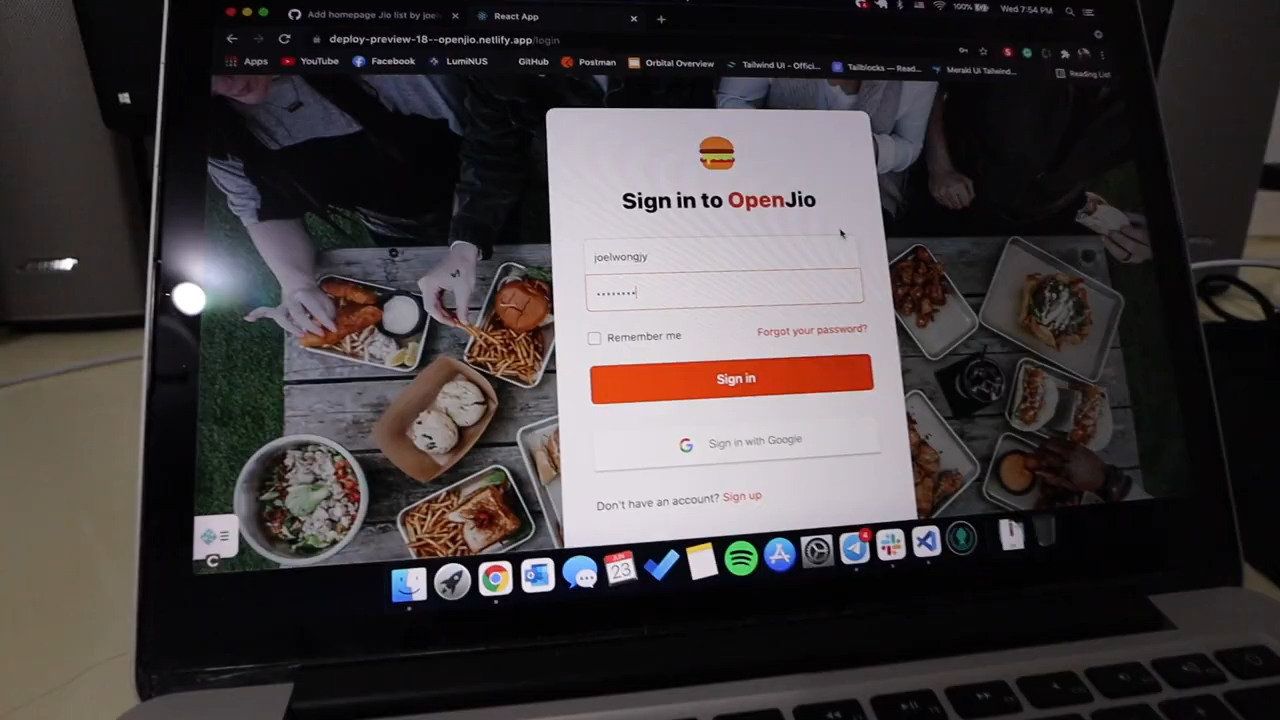 Add homepage Jio list by joel
React App
100%
Wed 7:54 PM
deploy-preview-18--openjio.netlify.app/login
Apps
YouTube
Facebook
LumiNUS
GitHub
Postman
Orbital Overview
Tailwind UI - Offici...
Tailblocks — Read...
Meraki UI Tailwind...
Reading List
Sign in to OpenJio
joelwongjy
Remember me
Forgot your password?
Sign in
Sign in with Google
Don't have an account? Sign up
JUN
23
4